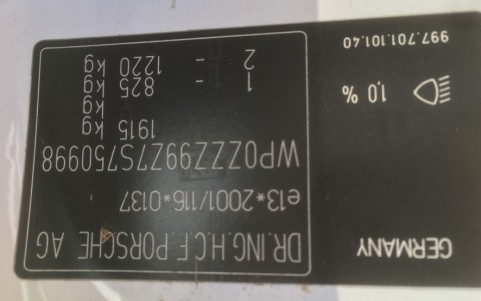 DR.ING.H.C.F.PORSCHE AG
e13*2001/116*0137
WP0ZZZ99Z7S750998
1915 kg
kg
1 - 825 kg
2 - 1220 kg
GERMANY
1,0 %
997.701.101.40